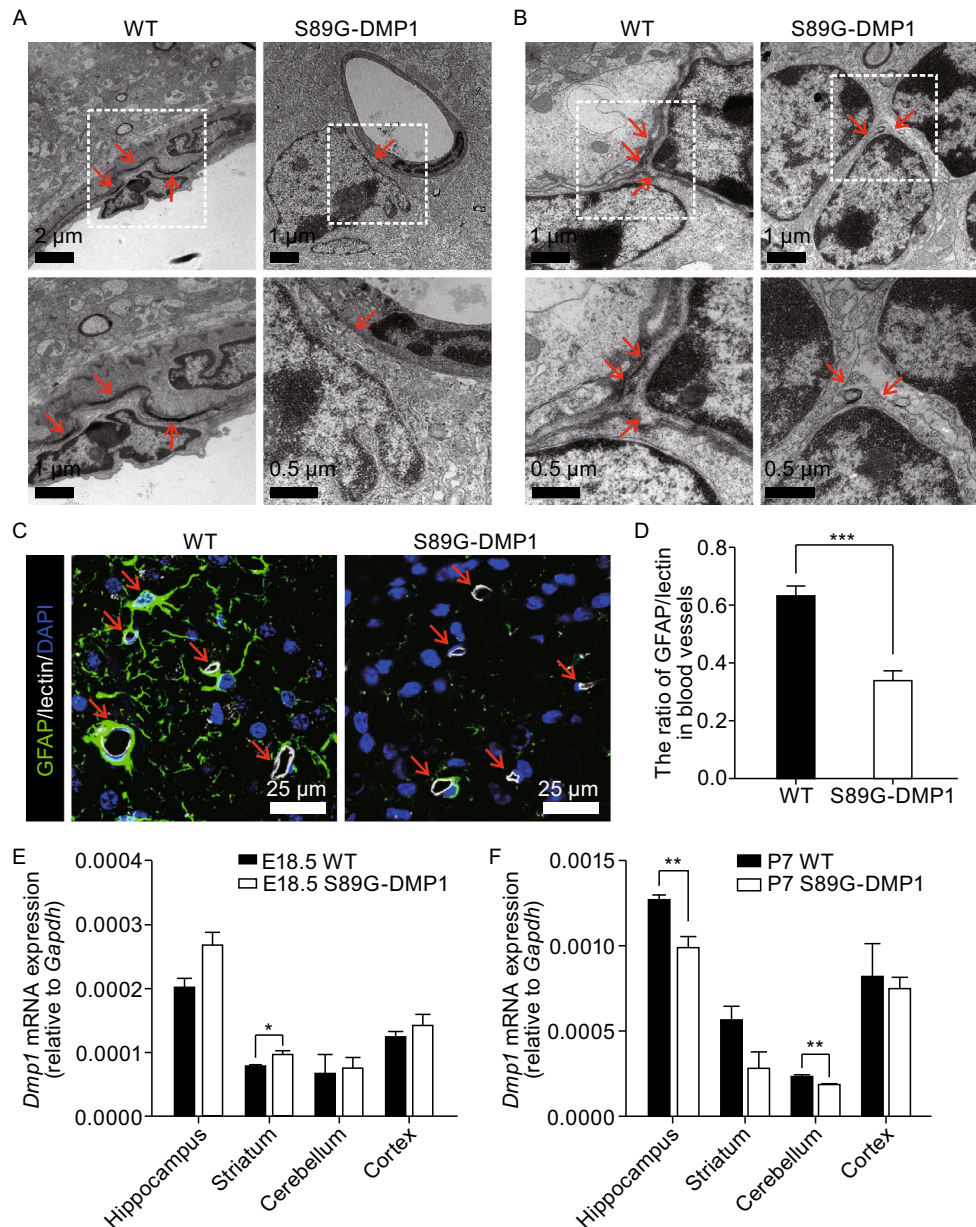 A
WT
S89G-DMP1
B
WT
S89G-DMP1
2 µm
1 µm
1 µm
1 µm
1 µm
0.5 µm
0.5 µm
0.5 µm
C
WT
S89G-DMP1
D
GFAP/lectin/DAPI
25 µm
25 µm
The ratio of GFAP/lectin
in blood vessels
0.8
0.6
0.4
0.2
0.0
***
WT
S89G-DMP1
E
Dmp1 mRNA expression
(relative to Gapdh)
0.0004
0.0003
0.0002
0.0001
0.0000
E18.5 WT
E18.5 S89G-DMP1
*
Hippocampus
Striatum
Cerebellum
Cortex
F
Dmp1 mRNA expression
(relative to Gapdh)
0.0015
0.0010
0.0005
0.0000
P7 WT
P7 S89G-DMP1
**
**
Hippocampus
Striatum
Cerebellum
Cortex